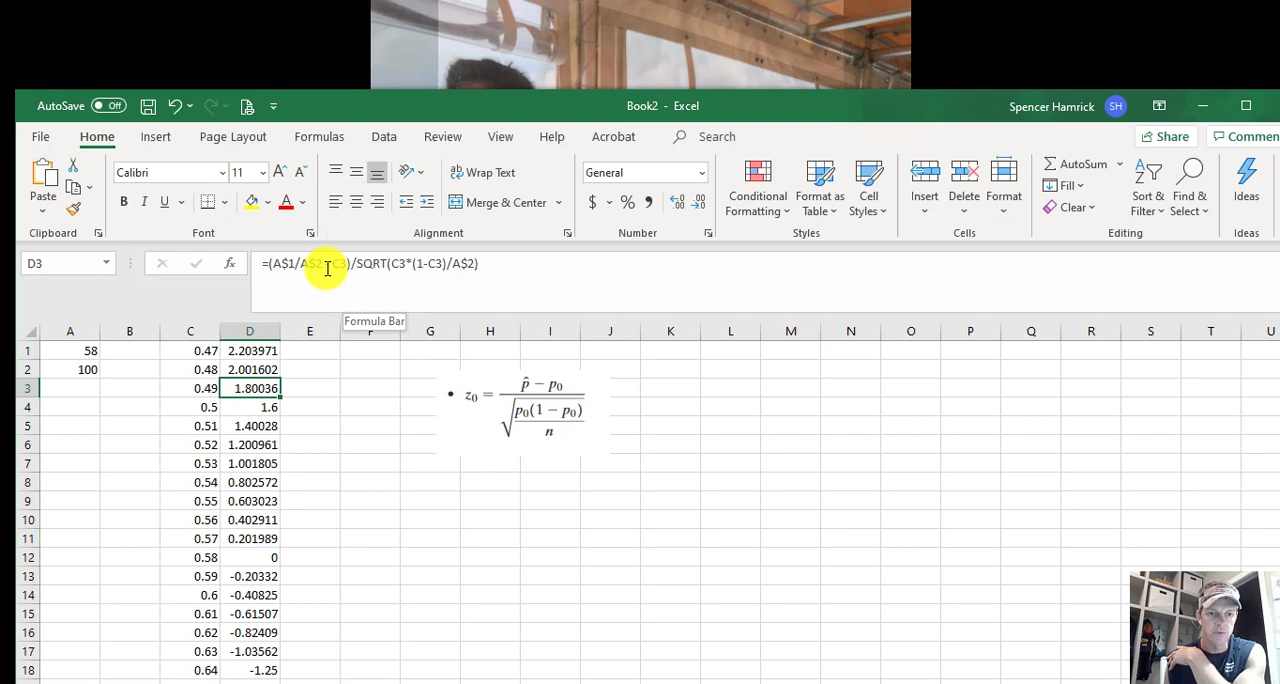 AutoSave Off Book2 - Excel Spencer Hamrick SH
File Home Insert Page Layout Formulas Data Review View Help Acrobat Search Share Commen
Paste Calibri 11 A A Wrap Text General AutoSum
B I U A Merge & Center $ % , Conditional Formatting Format as Table Cell Styles Insert Delete Format Fill Clear Sort & Filter Find & Select Ideas
Clipboard Font Alignment Number Styles Cells Editing Ideas
D3 fx =(A$1/A$2-C3)/SQRT(C3*(1-C3)/A$2)
Formula Bar
A B C D E F G H I J K L M N O P Q R S T U
1 58 0.47 2.203971
2 100 0.48 2.001602
3 0.49 1.80036
4 0.5 1.6
5 0.51 1.40028
6 0.52 1.200961
7 0.53 1.001805
8 0.54 0.802572
9 0.55 0.603023
10 0.56 0.402911
11 0.57 0.201989
12 0.58 0
13 0.59 -0.20332
14 0.6 -0.40825
15 0.61 -0.61507
16 0.62 -0.82409
17 0.63 -1.03562
18 0.64 -1.25
• z₀ = (p̂ − p₀) / √(p₀(1 − p₀) / n)